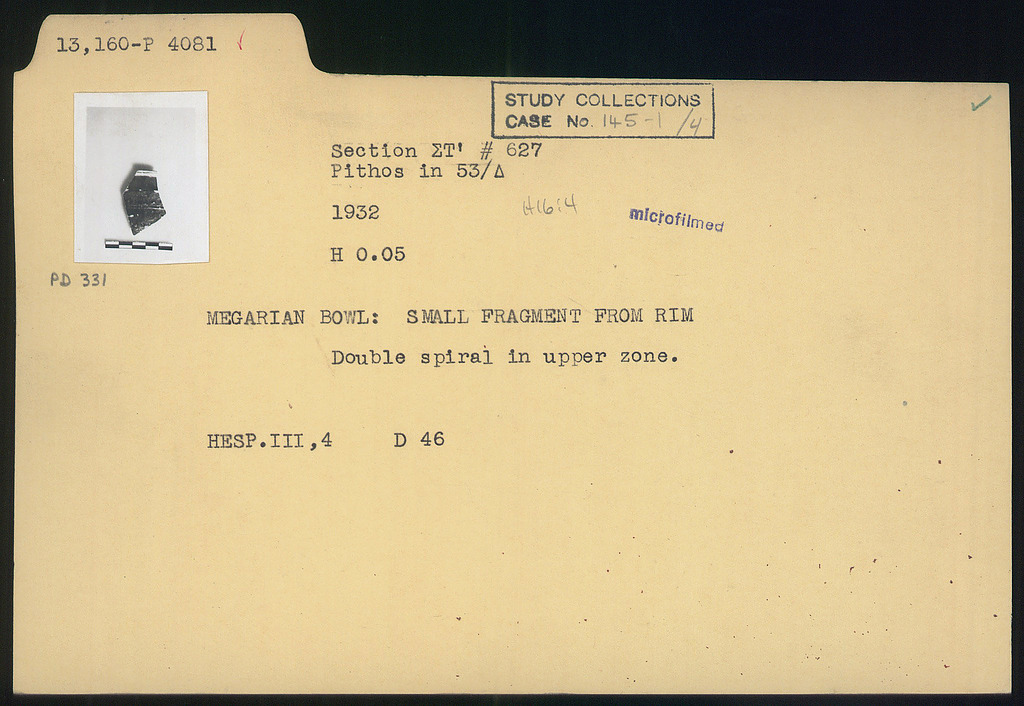 13,160-P 4081 ✓
✓
STUDY COLLECTIONS
CASE No. 145-1/4
Section ΣΤ' # 627
Pithos in 53/Δ
1932
H16:4
microfilmed
H 0.05
PD 331
MEGARIAN BOWL: SMALL FRAGMENT FROM RIM
Double spiral in upper zone.
HESP.III,4 D 46